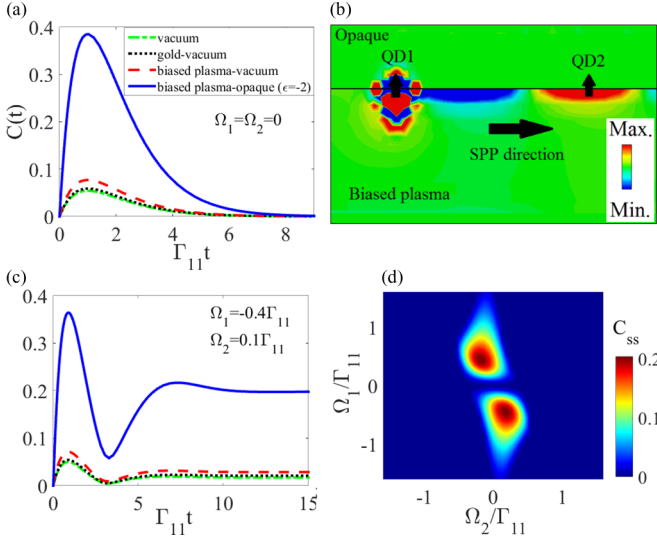 (a)
0.4
0.3
0.2
0.1
0
C(t)
vacuum
gold-vacuum
biased plasma-vacuum
biased plasma-opaque (ϵ=-2)
Ω₁=Ω₂=0
0 2 4 6 8
Γ₁₁t
(b)
Opaque
QD1
QD2
SPP direction
Biased plasma
Max.
Min.
(c)
0.4
0.3
0.2
0.1
0
C(t)
Ω₁=-0.4Γ₁₁
Ω₂=0.1Γ₁₁
0 5 10 15
Γ₁₁t
(d)
1
0
-1
Ω₁/Γ₁₁
-1 0 1
Ω₂/Γ₁₁
Cₛₛ
0.2
0.1
0